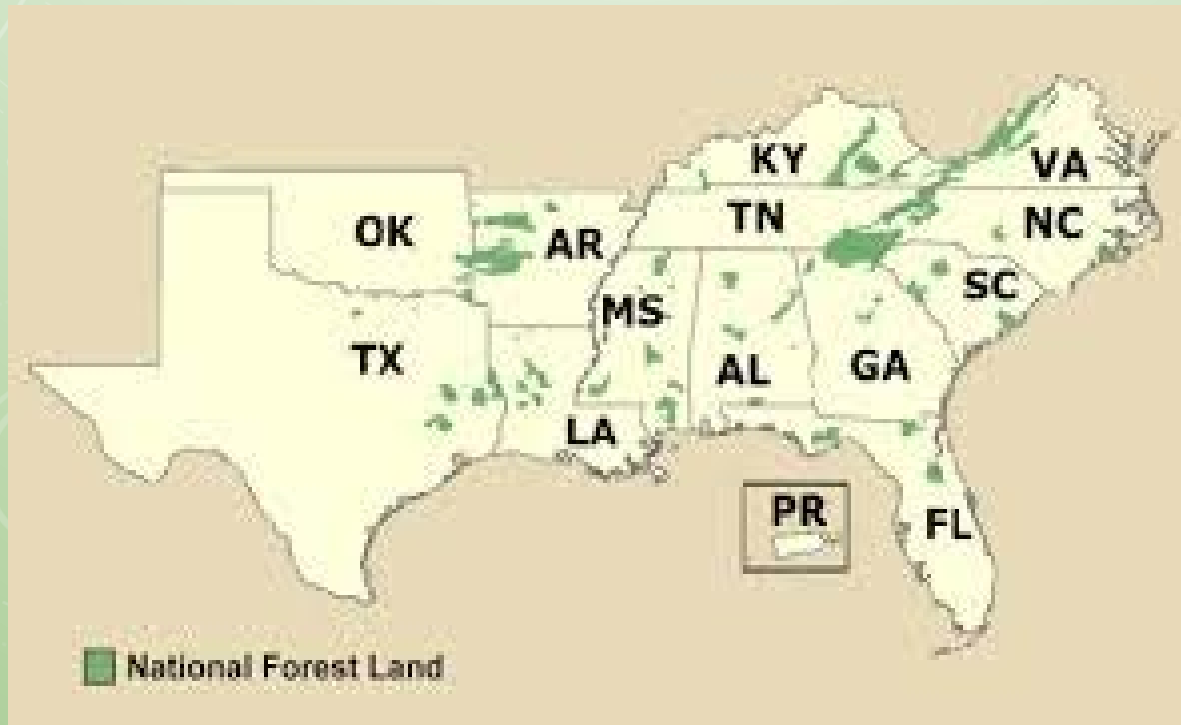 KY
VA
OK
AR
TN
NC
MS
SC
TX
AL
GA
LA
PR
FL
National Forest Land